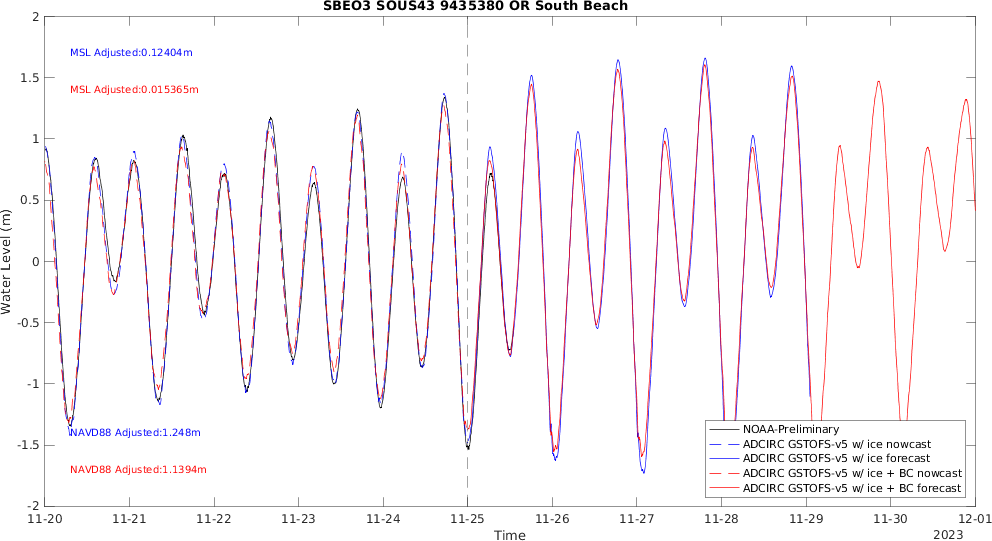 SBEO3 SOUS43 9435380 OR South Beach
2
1.5
1
0.5
0
-0.5
-1
-1.5
-2
Water Level (m)
MSL Adjusted:0.12404m
MSL Adjusted:0.015365m
NAVD88 Adjusted:1.248m
NAVD88 Adjusted:1.1394m
NOAA-Preliminary
ADCIRC GSTOFS-v5 w/ ice nowcast
ADCIRC GSTOFS-v5 w/ ice forecast
ADCIRC GSTOFS-v5 w/ ice + BC nowcast
ADCIRC GSTOFS-v5 w/ ice + BC forecast
11-20 11-21 11-22 11-23 11-24 11-25 11-26 11-27 11-28 11-29 11-30 12-01
Time
2023